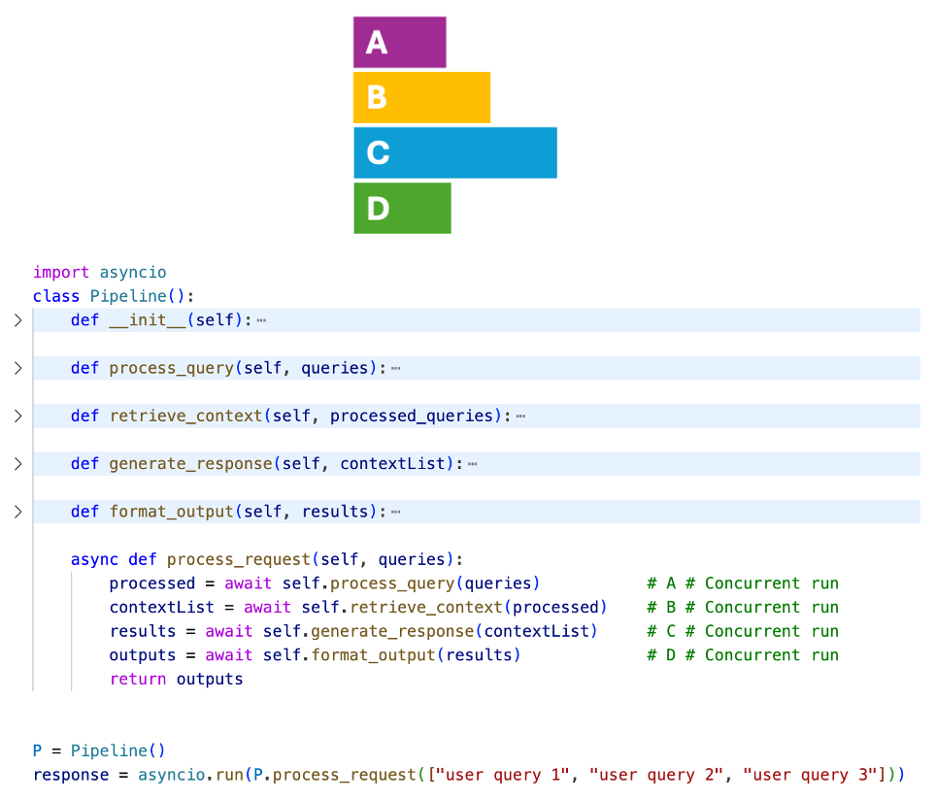 A
B
C
D
import asyncio
class Pipeline():
def __init__(self):⋯
def process_query(self, queries):⋯
def retrieve_context(self, processed_queries):⋯
def generate_response(self, contextList):⋯
def format_output(self, results):⋯
async def process_request(self, queries):
processed = await self.process_query(queries) # A # Concurrent run
contextList = await self.retrieve_context(processed) # B # Concurrent run
results = await self.generate_response(contextList) # C # Concurrent run
outputs = await self.format_output(results) # D # Concurrent run
return outputs
P = Pipeline()
response = asyncio.run(P.process_request(["user query 1", "user query 2", "user query 3"]))